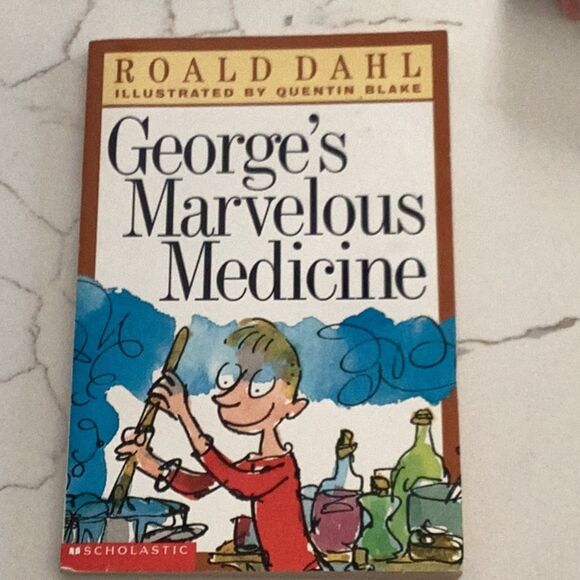 ROALD DAHL
ILLUSTRATED BY QUENTIN BLAKE
George's
Marvelous
Medicine
SCHOLASTIC